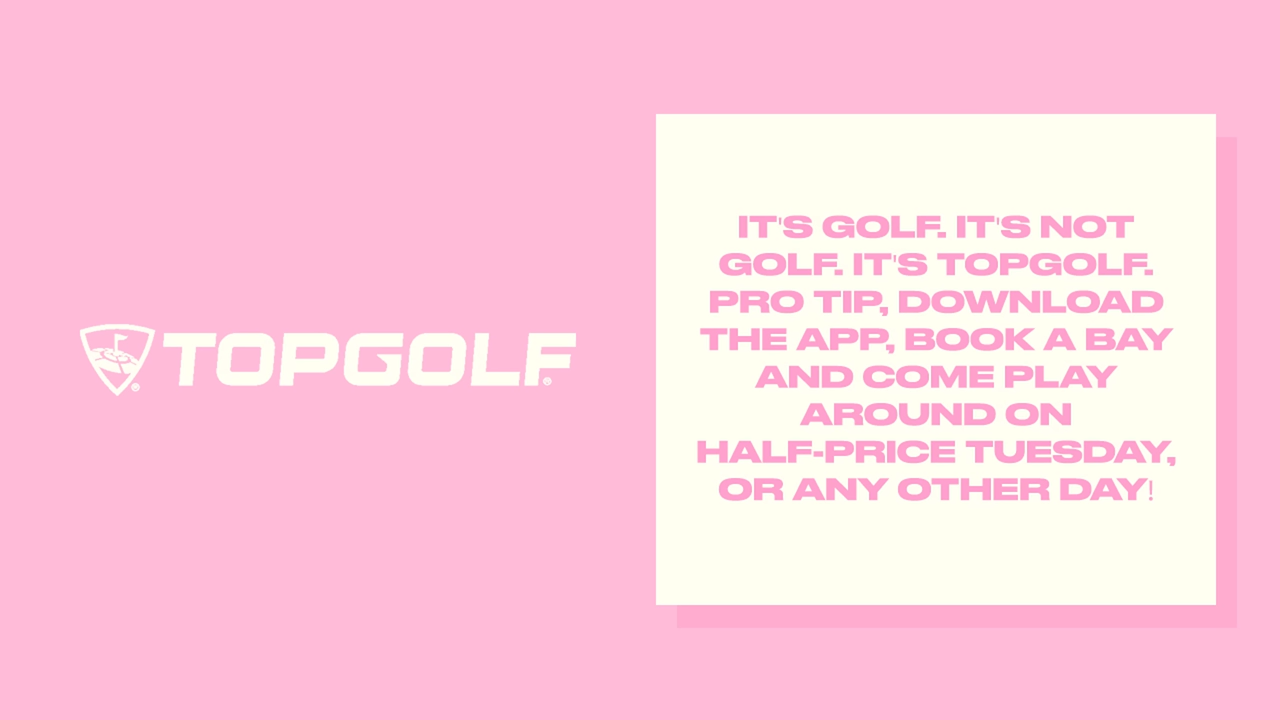 TOPGOLF
IT'S GOLF. IT'S NOT
GOLF. IT'S TOPGOLF.
PRO TIP, DOWNLOAD
THE APP, BOOK A BAY
AND COME PLAY
AROUND ON
HALF-PRICE TUESDAY,
OR ANY OTHER DAY!